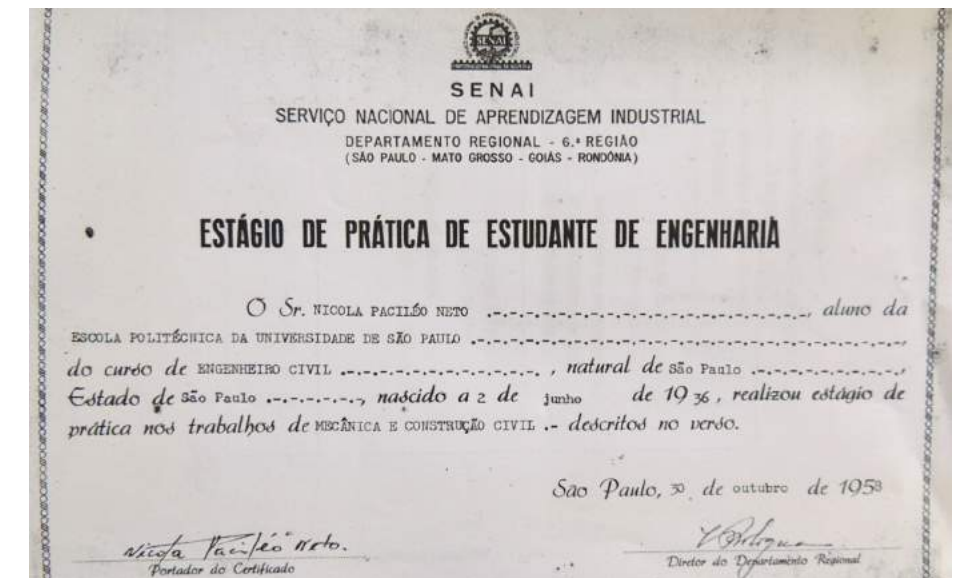 SENAI
SENAI
SERVIÇO NACIONAL DE APRENDIZAGEM INDUSTRIAL
DEPARTAMENTO REGIONAL - 6.ª REGIÃO
(SÃO PAULO - MATO GROSSO - GOIÁS - RONDÔNIA)
ESTÁGIO DE PRÁTICA DE ESTUDANTE DE ENGENHARIA
O Sr. NICOLA PACILÉO NETO .-.-.-.-.-.-.-.-.-.-.-.-.-.-.-.-.-., aluno da
ESCOLA POLITÉCNICA DA UNIVERSIDADE DE SÃO PAULO .-.-.-.-.-.-.-.-.-.-.-.-.-.-.-.-.-.-.-.-.,
do curso de ENGENHEIRO CIVIL .-.-.-.-.-.-.-.-.-.-., natural de São Paulo .-.-.-.-.-.-.-.-.,
Estado de São Paulo .-.-.-.-.-., nascido a 2 de junho de 1936, realizou estágio de
prática nos trabalhos de MECÂNICA E CONSTRUÇÃO CIVIL .- descritos no verso.
São Paulo, 30 de outubro de 1958
Nicola Paciléo Neto.
Portador do Certificado
Diretor do Departamento Regional